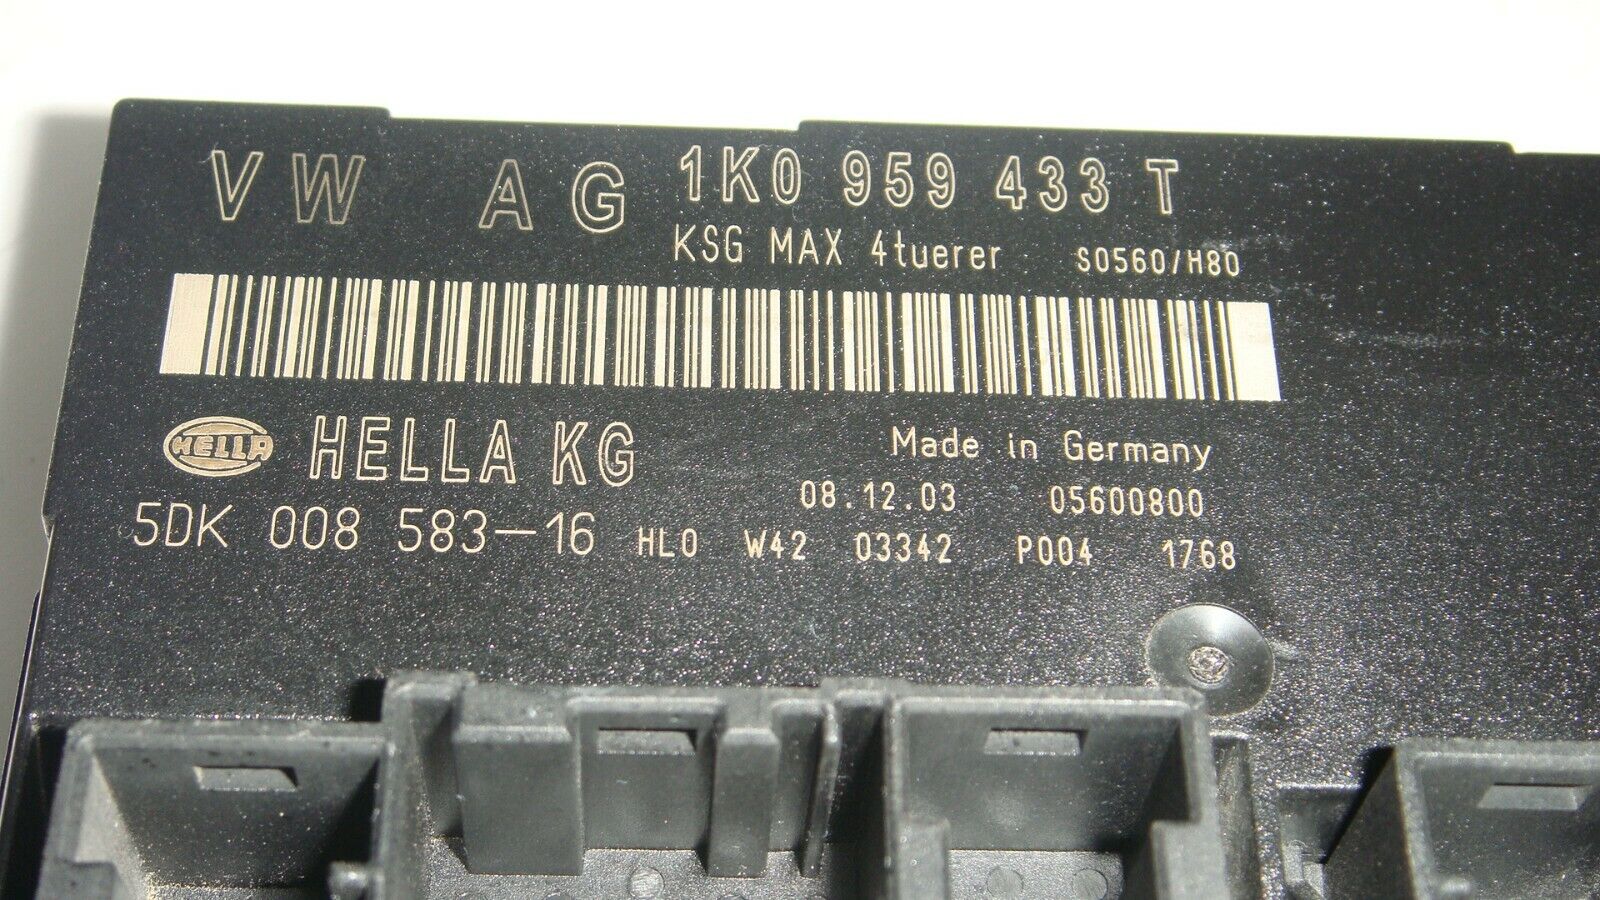 VW AG 1K0 959 433 T
KSG MAX 4tuerer S0560/H80
HELLA HELLA KG Made in Germany
08.12.03 05600800
5DK 008 583-16 HL0 W42 03342 P004 1768